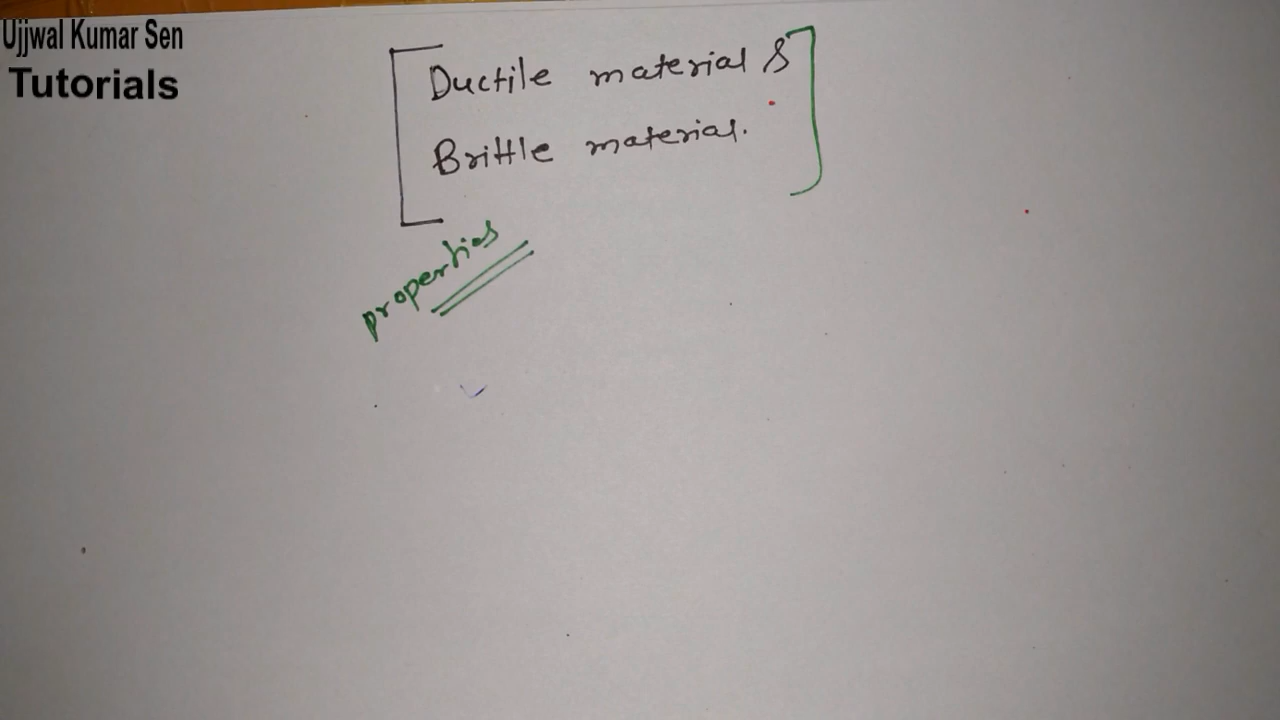 Ujjwal Kumar Sen
Tutorials
Ductile material &
Brittle material.
properties